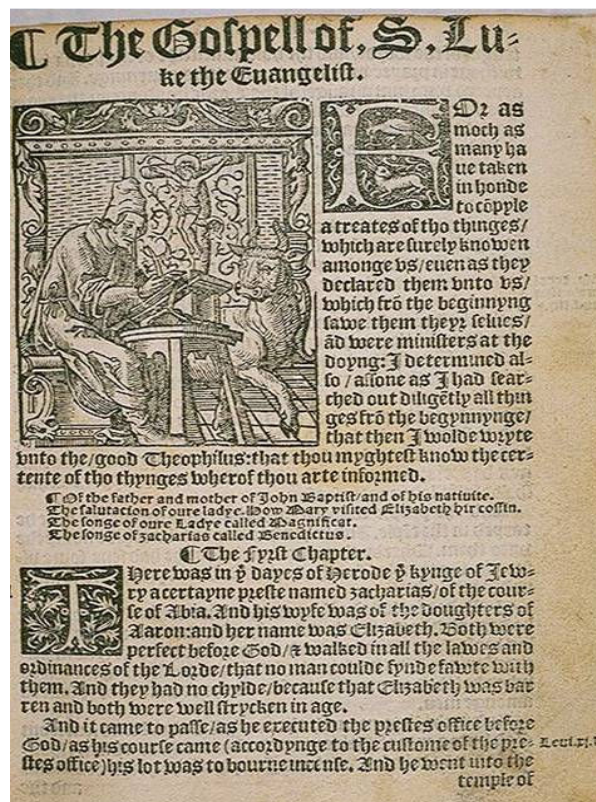 ¶ The Goſpell of, S, Lu-
ke the Euangeliſt.
FOr as
moch as
many ha
ue taken
in honde
to cōpyle
a treates of tho thinges/
which are ſurely knowen
amonge vs/euen as they
declared them vnto vs/
which frō the beginnyng
ſawe them theyr ſelues/
ād were miniſters at the
doyng: I determined al-
ſo/aſſone as I had ſear-
ched out diligētly all thin
ges frō the begynnynge/
that then I wolde wryte
vnto the/good Theophilus:that thou myghteſt know the cer-
tente of tho thynges wherof thou arte informed.
¶ Of the father and mother of John Baptiſt/and of his natiuite.
The ſalutacion of oure ladye. How Mary viſited Elizabeth hir coſſin.
The ſonge of oure Ladye called Magnificat.
The ſonge of zacharias called Benedictus.
¶ The Fyrſt Chapter.
THere was in yͤ dayes of Herode yͤ kynge of Jew-
ry a certayne preſte named zacharias/of the cour-
ſe of Abia. And his wyfe was of the doughters of
Aaron:and her name was Elizabeth. Both were
perfect before God/⁊ walked in all the lawes and
ordinances of the Lorde/that no man coulde fynde fawte with
them. And they had no chylde/becauſe that Elizabeth was bar
ren and both were well ſtrycken in age.
And it came to paſſe/as he executed the preſtes office before
God/as his courſe came (accordynge to the cuſtome of the pre-
ſtes office) his lot was to bourne incenſe. And he went into the
temple of